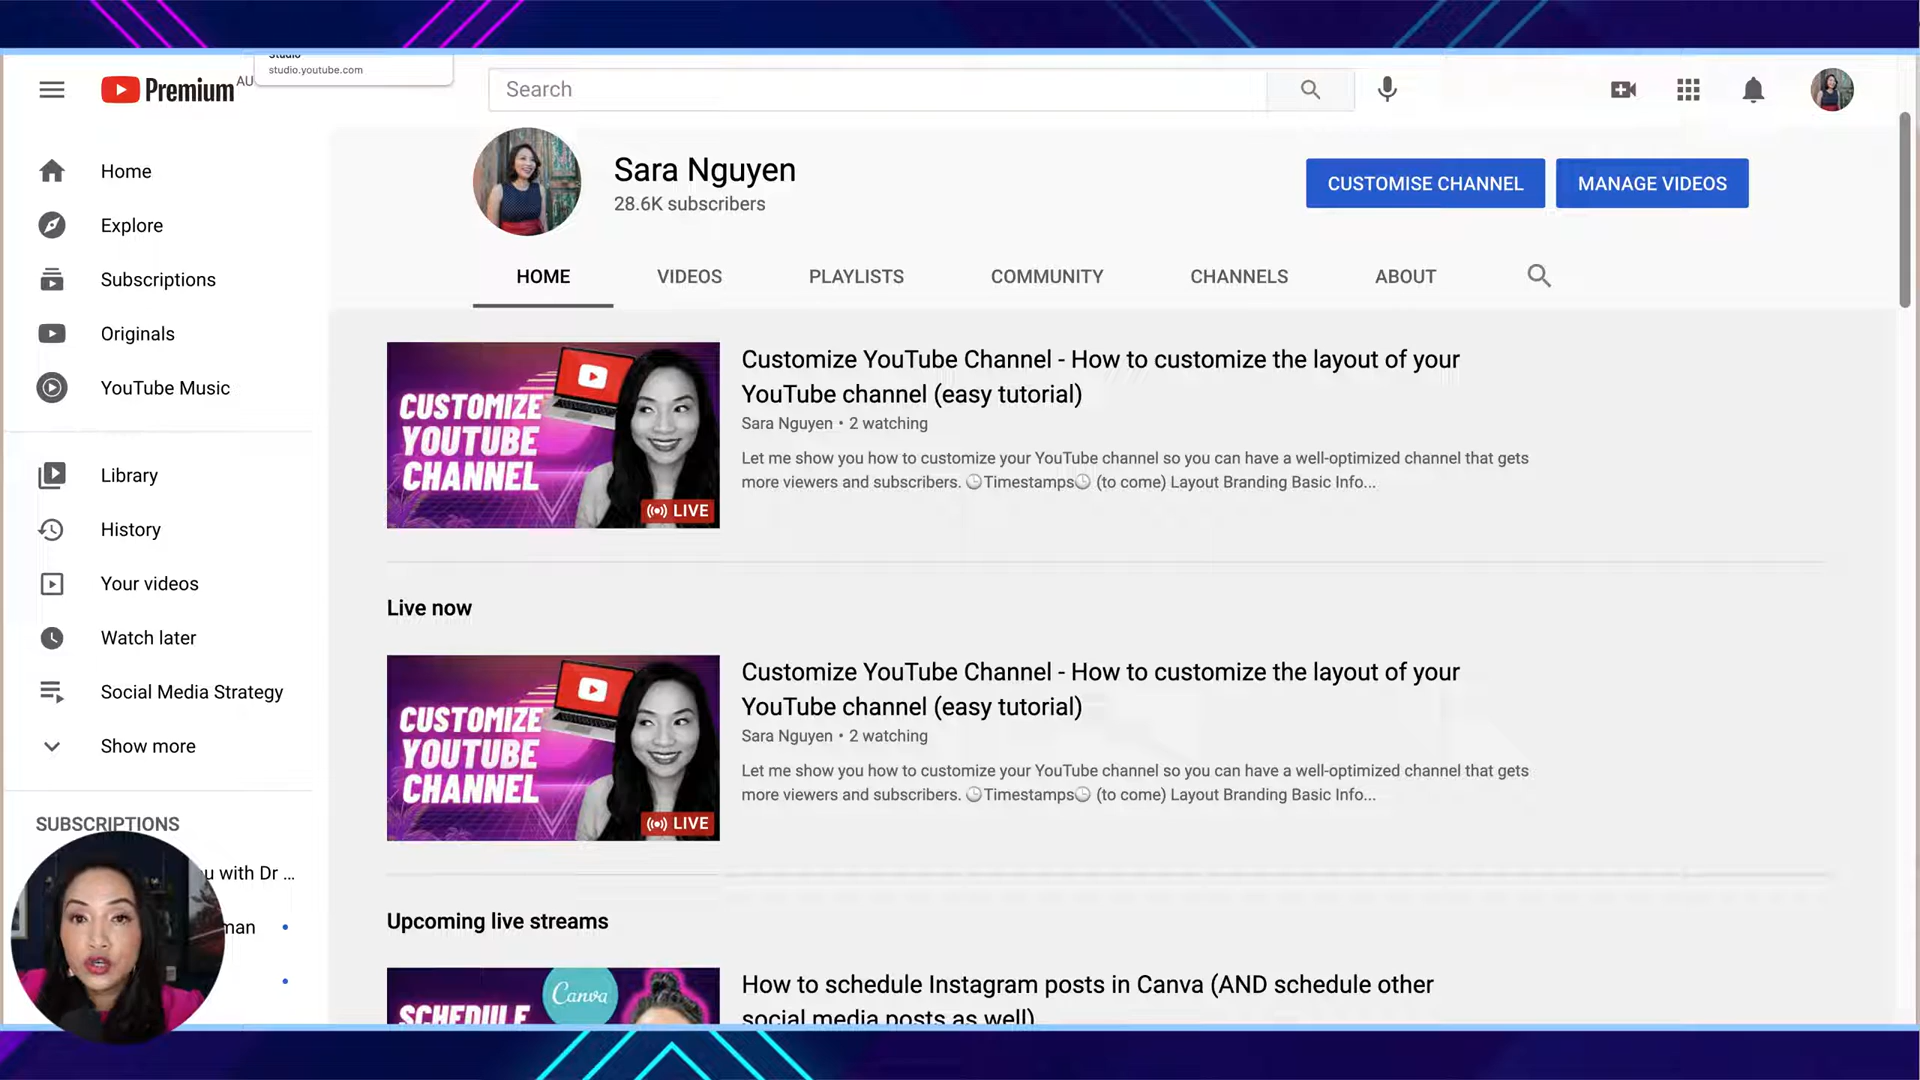 Studio
studio.youtube.com
Premium AU
Search
Home
Explore
Subscriptions
Originals
YouTube Music
Library
History
Your videos
Watch later
Social Media Strategy
Show more
SUBSCRIPTIONS
u with Dr ...
man
Sara Nguyen
28.6K subscribers
CUSTOMISE CHANNEL
MANAGE VIDEOS
HOME
VIDEOS
PLAYLISTS
COMMUNITY
CHANNELS
ABOUT
CUSTOMIZE
YOUTUBE
CHANNEL
LIVE
Customize YouTube Channel - How to customize the layout of your
YouTube channel (easy tutorial)
Sara Nguyen • 2 watching
Let me show you how to customize your YouTube channel so you can have a well-optimized channel that gets
more viewers and subscribers. 🕒Timestamps🕒 (to come) Layout Branding Basic Info...
Live now
CUSTOMIZE
YOUTUBE
CHANNEL
LIVE
Customize YouTube Channel - How to customize the layout of your
YouTube channel (easy tutorial)
Sara Nguyen • 2 watching
Let me show you how to customize your YouTube channel so you can have a well-optimized channel that gets
more viewers and subscribers. 🕒Timestamps🕒 (to come) Layout Branding Basic Info...
Upcoming live streams
Canva
SCHEDULE
How to schedule Instagram posts in Canva (AND schedule other
social media posts as well)